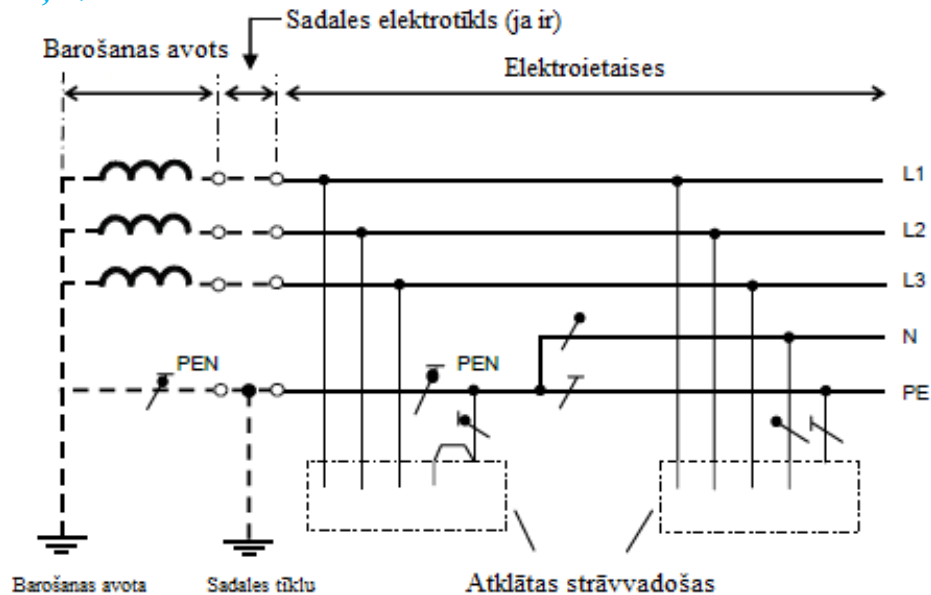 Sadales elektrotīkls (ja ir)
Barošanas avots
Elektroietaises
L1
L2
L3
N
PEN
PEN
PE
Barošanas avota
Sadales tīklu
Atklātas strāvvadošas